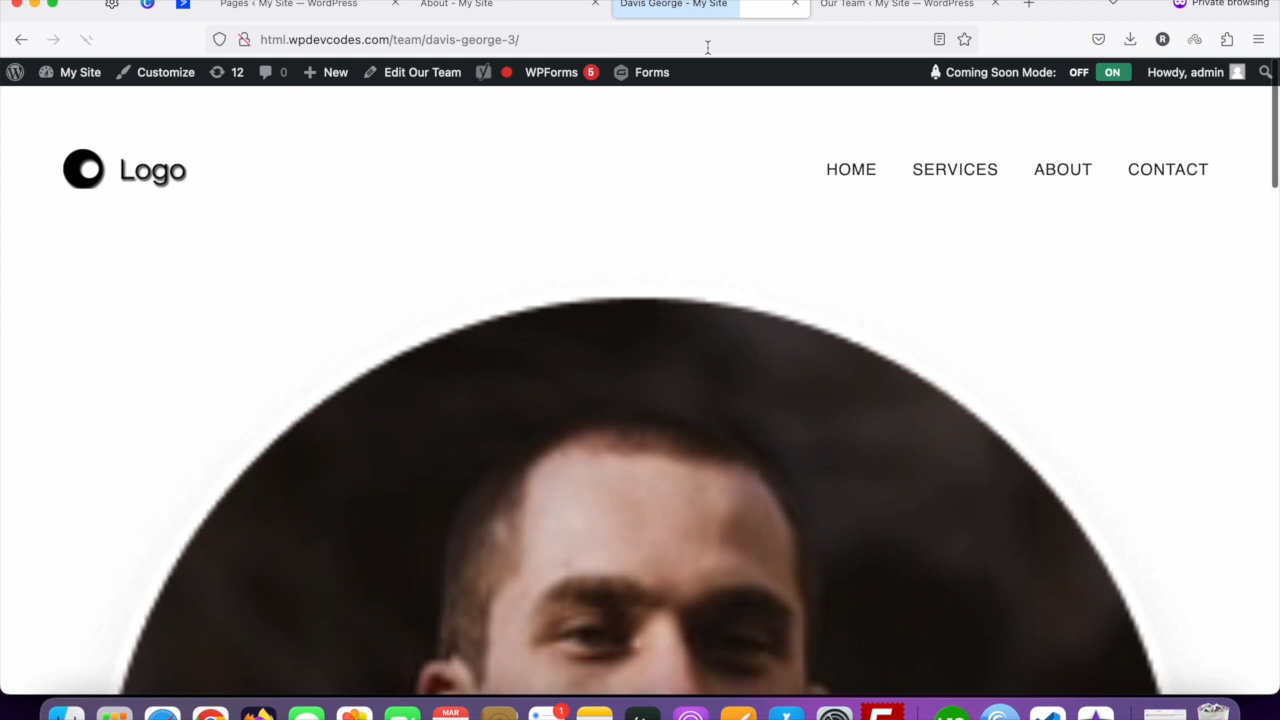 Pages ‹ My Site — WordPress
About - My Site
Davis George - My Site
Our Team ‹ My Site — WordPress
Private browsing
html.wpdevcodes.com/team/davis-george-3/
R
My Site
Customize
12
0
New
Edit Our Team
WPForms 5
Forms
Coming Soon Mode: OFF ON
Howdy, admin
Logo
HOME
SERVICES
ABOUT
CONTACT
1
MAR